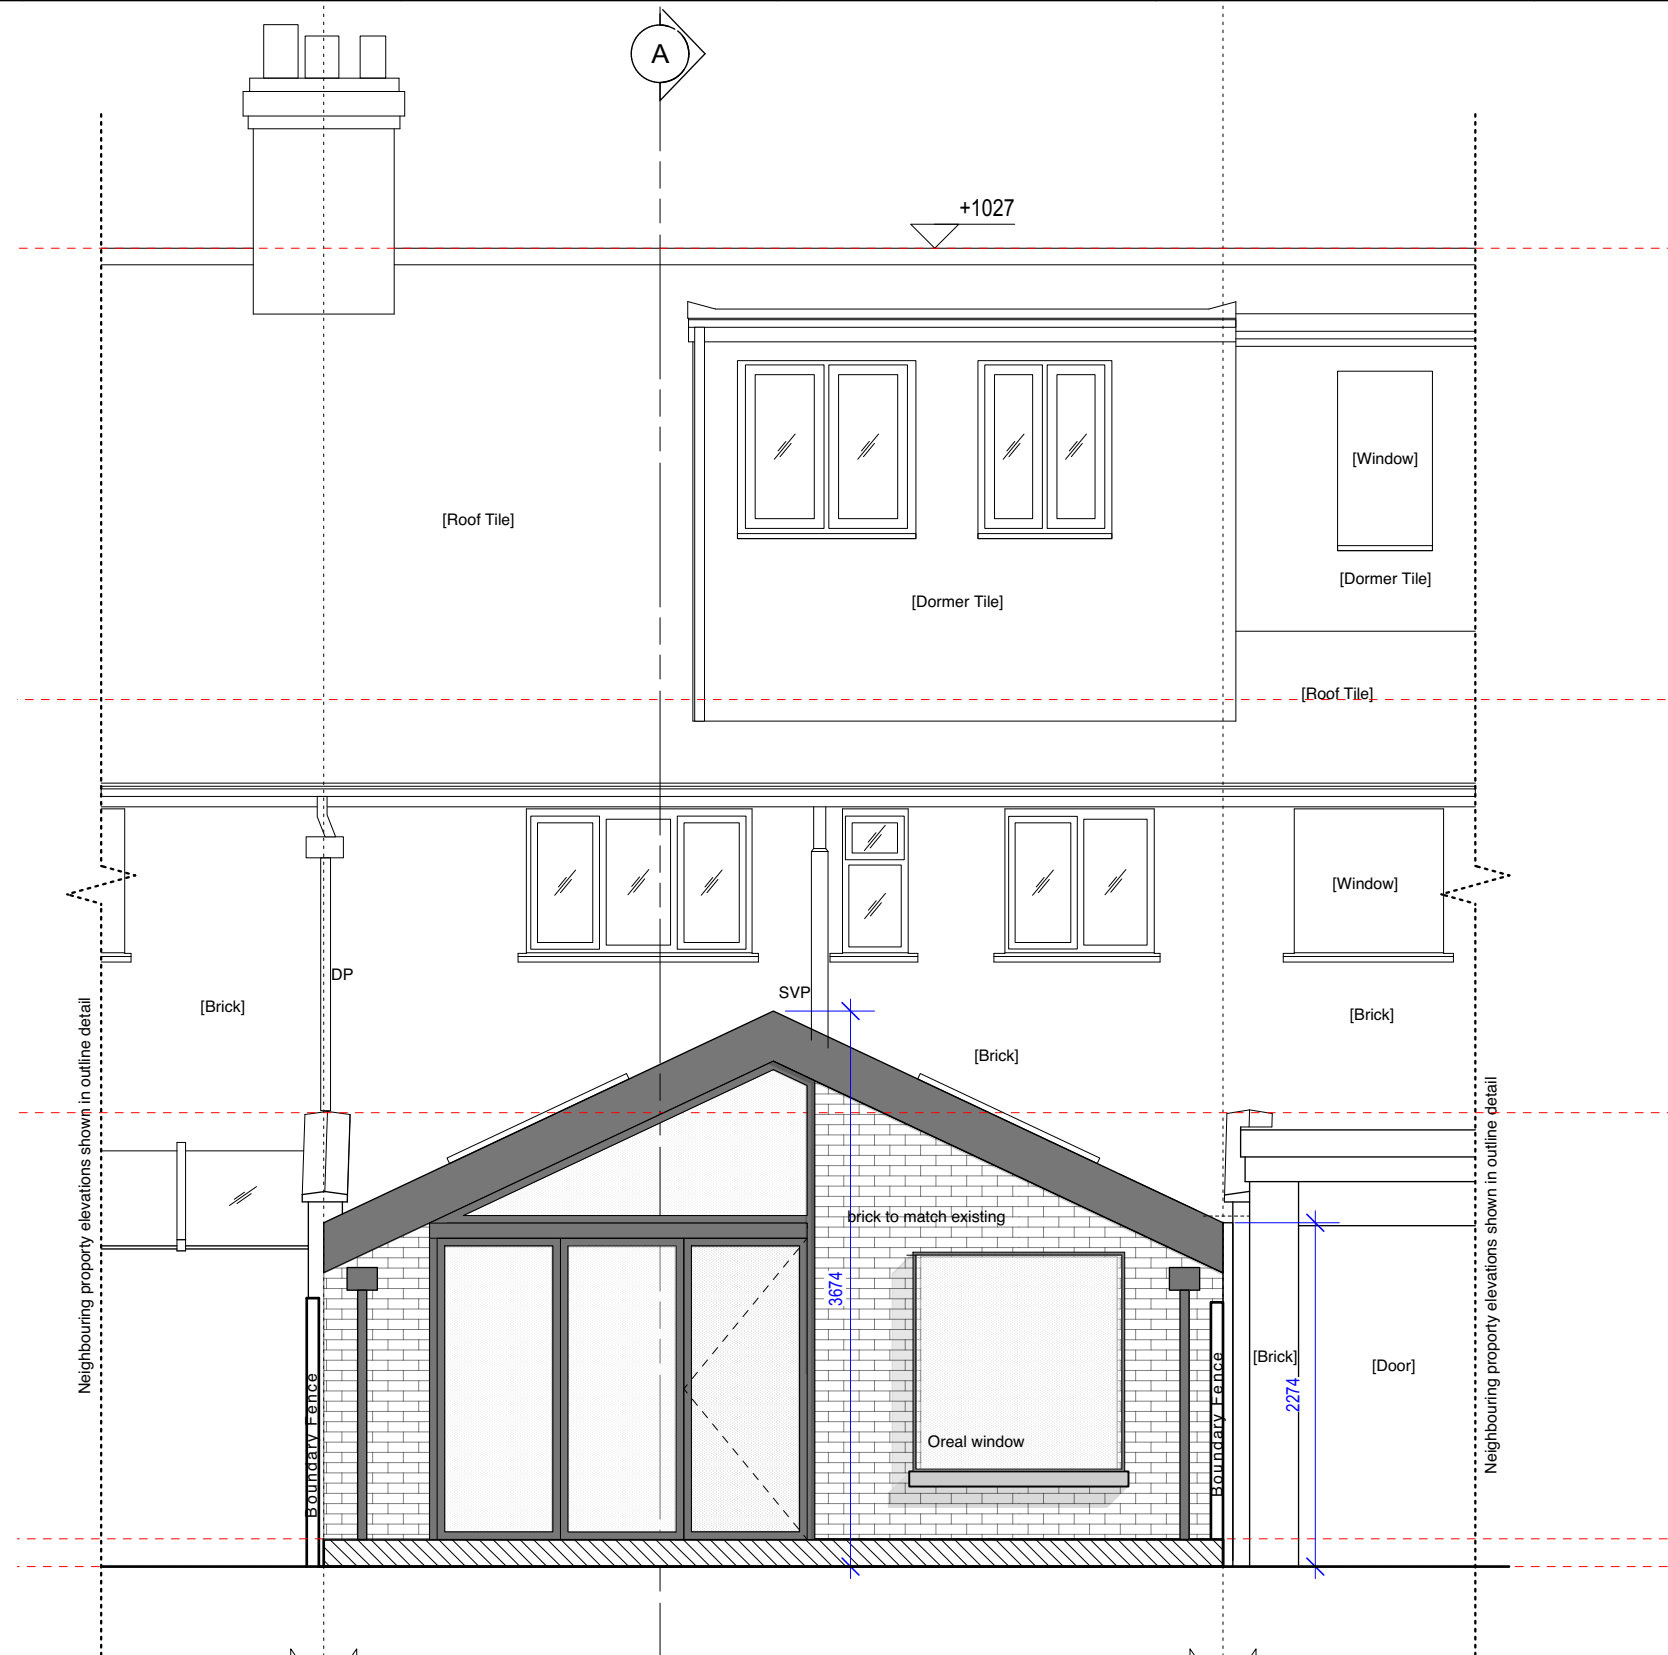 A
+1027
[Window]
[Roof Tile]
[Dormer Tile]
[Dormer Tile]
[Roof Tile]
[Window]
DP
SVP
[Brick]
[Brick]
[Brick]
Neighbouring proporty elevations shown in outline detail
Neighbouring proporty elevations shown in outline detail
brick to match existing
3674
Boundary Fence
Boundary Fence
[Brick]
[Door]
2274
Oreal window